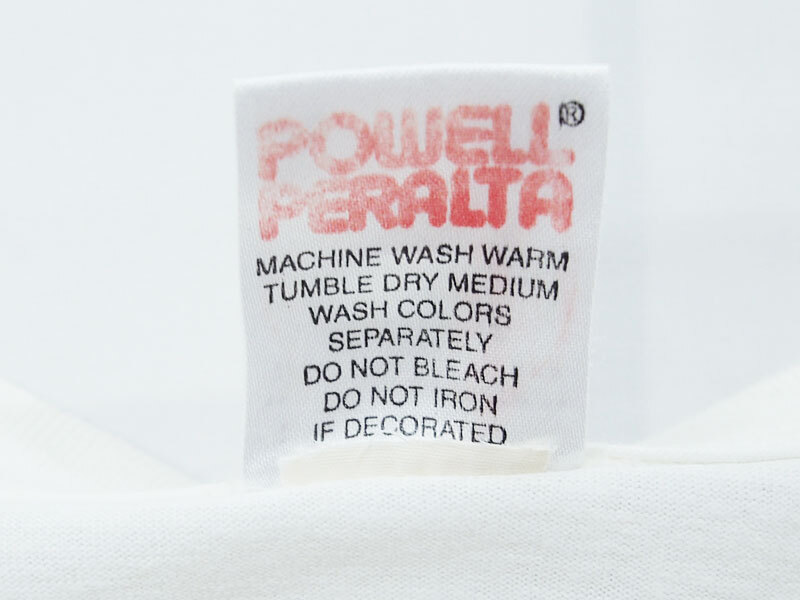 POWELL®
PERALTA
MACHINE WASH WARM
TUMBLE DRY MEDIUM
WASH COLORS
SEPARATELY
DO NOT BLEACH
DO NOT IRON
IF DECORATED